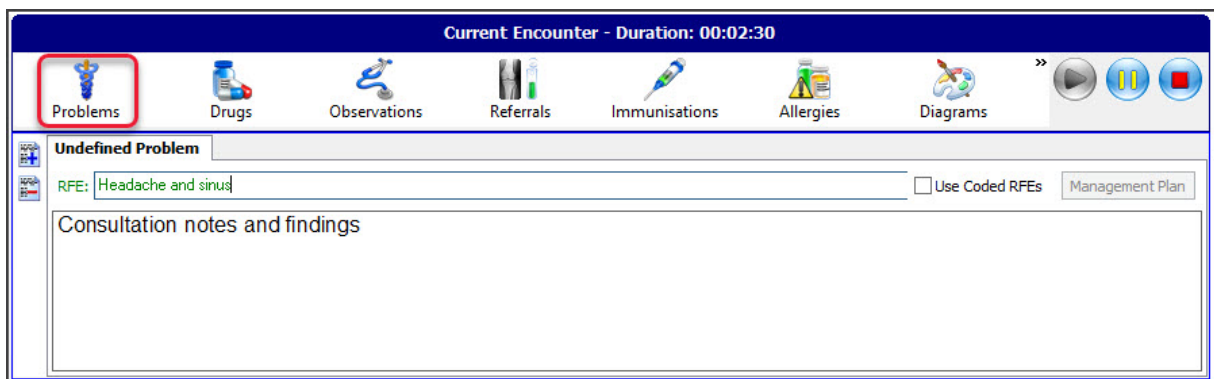 Current Encounter - Duration: 00:02:30
Problems Drugs Observations Referrals Immunisations Allergies Diagrams »
Undefined Problem
RFE: Headache and sinus Use Coded RFEs Management Plan
Consultation notes and findings